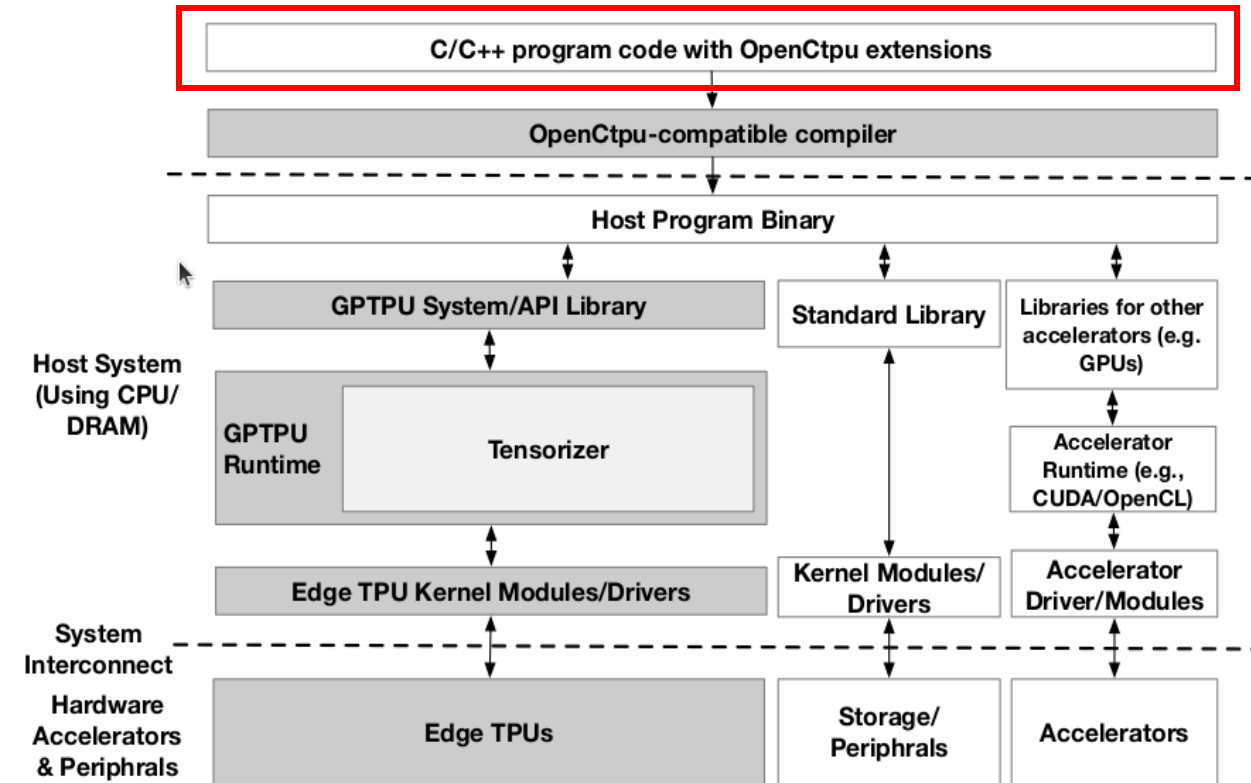 C/C++ program code with OpenCtpu extensions
OpenCtpu-compatible compiler
Host Program Binary
GPTPU System/API Library
Standard Library
Libraries for other
accelerators (e.g.
GPUs)
Host System
(Using CPU/
DRAM)
GPTPU
Runtime
Tensorizer
Accelerator
Runtime (e.g.,
CUDA/OpenCL)
Edge TPU Kernel Modules/Drivers
Kernel Modules/
Drivers
Accelerator
Driver/Modules
System
Interconnect
Hardware
Accelerators
& Periphrals
Edge TPUs
Storage/
Periphrals
Accelerators